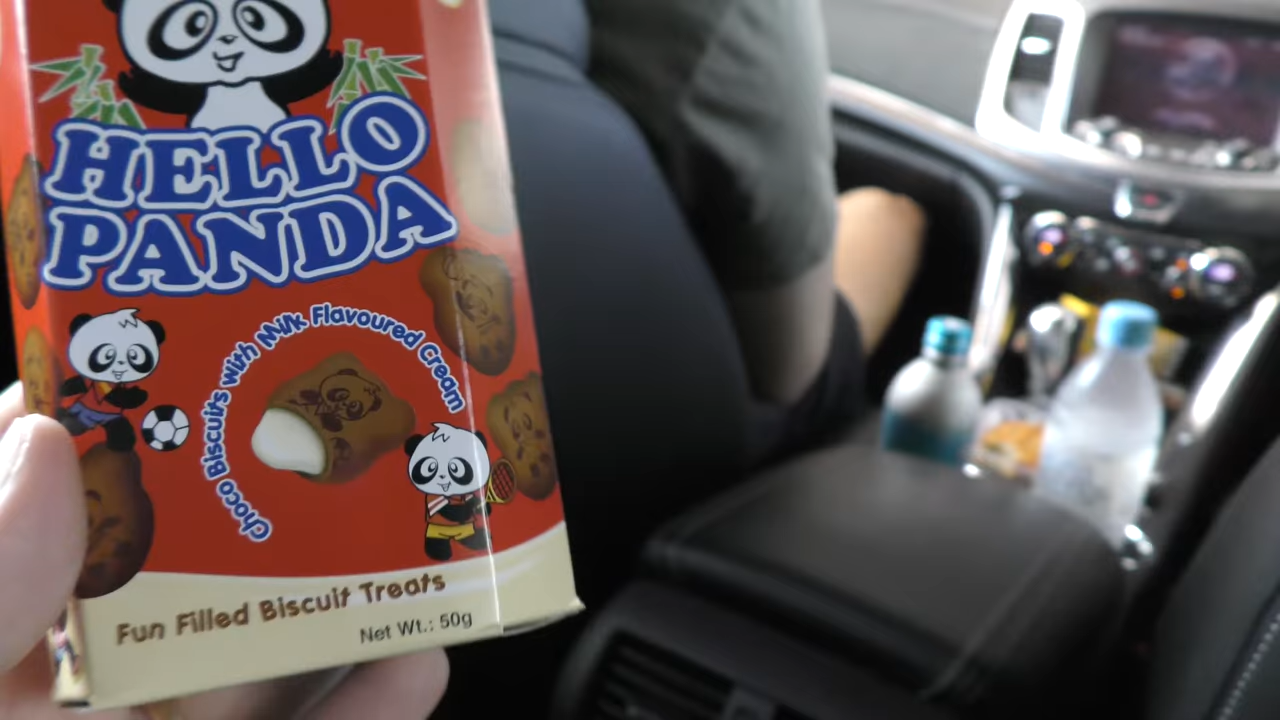 HELLO
PANDA
Choco Biscuits with Milk Flavoured Cream
Fun Filled Biscuit Treats
Net Wt.: 50g